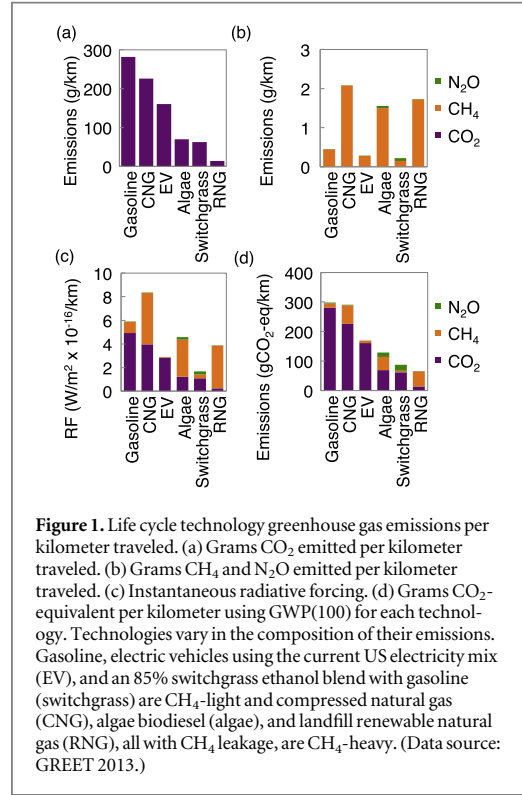 (a)
300
200
100
0
Emissions (g/km)
Gasoline
CNG
EV
Algae
Switchgrass
RNG
(b)
3
2
1
0
Emissions (g/km)
Gasoline
CNG
EV
Algae
Switchgrass
RNG
N₂O
CH₄
CO₂
(c)
10
8
6
4
2
0
RF (W/m² x 10⁻¹⁶/km)
Gasoline
CNG
EV
Algae
Switchgrass
RNG
(d)
400
300
200
100
0
Emissions (gCO₂-eq/km)
Gasoline
CNG
EV
Algae
Switchgrass
RNG
N₂O
CH₄
CO₂
Figure 1. Life cycle technology greenhouse gas emissions per
kilometer traveled. (a) Grams CO₂ emitted per kilometer
traveled. (b) Grams CH₄ and N₂O emitted per kilometer
traveled. (c) Instantaneous radiative forcing. (d) Grams CO₂-
equivalent per kilometer using GWP(100) for each technol-
ogy. Technologies vary in the composition of their emissions.
Gasoline, electric vehicles using the current US electricity mix
(EV), and an 85% switchgrass ethanol blend with gasoline
(switchgrass) are CH₄-light and compressed natural gas
(CNG), algae biodiesel (algae), and landfill renewable natural
gas (RNG), all with CH₄ leakage, are CH₄-heavy. (Data source:
GREET 2013.)